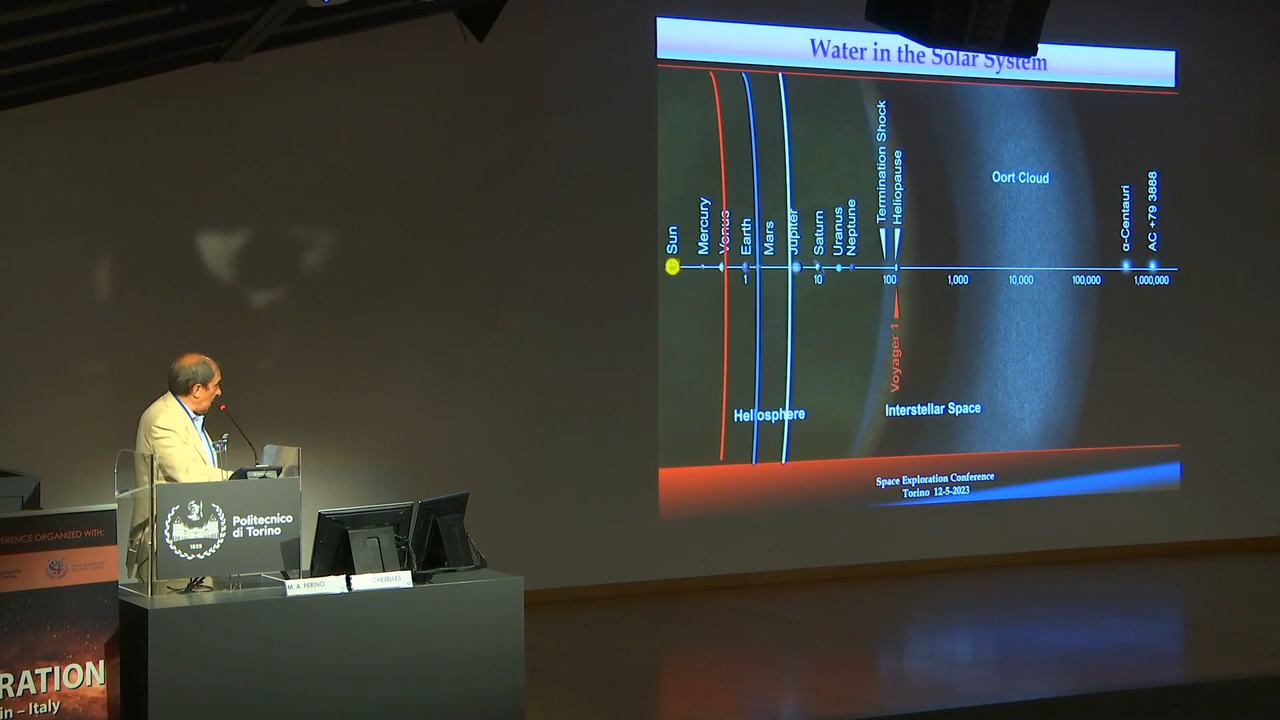 Water in the Solar System
Termination Shock
Heliopause
Oort Cloud
Sun
Mercury
Venus
Earth
Mars
Jupiter
Saturn
Uranus
Neptune
α-Centauri
AC +79 3888
1
10
100
1,000
10,000
100,000
1,000,000
Voyager 1
Heliosphere
Interstellar Space
Space Exploration Conference
Torino 12-5-2023
Politecnico
di Torino
1859
M. A. PERINO
CHEZELLES
ERENCE ORGANIZED WITH:
RATION
in – Italy